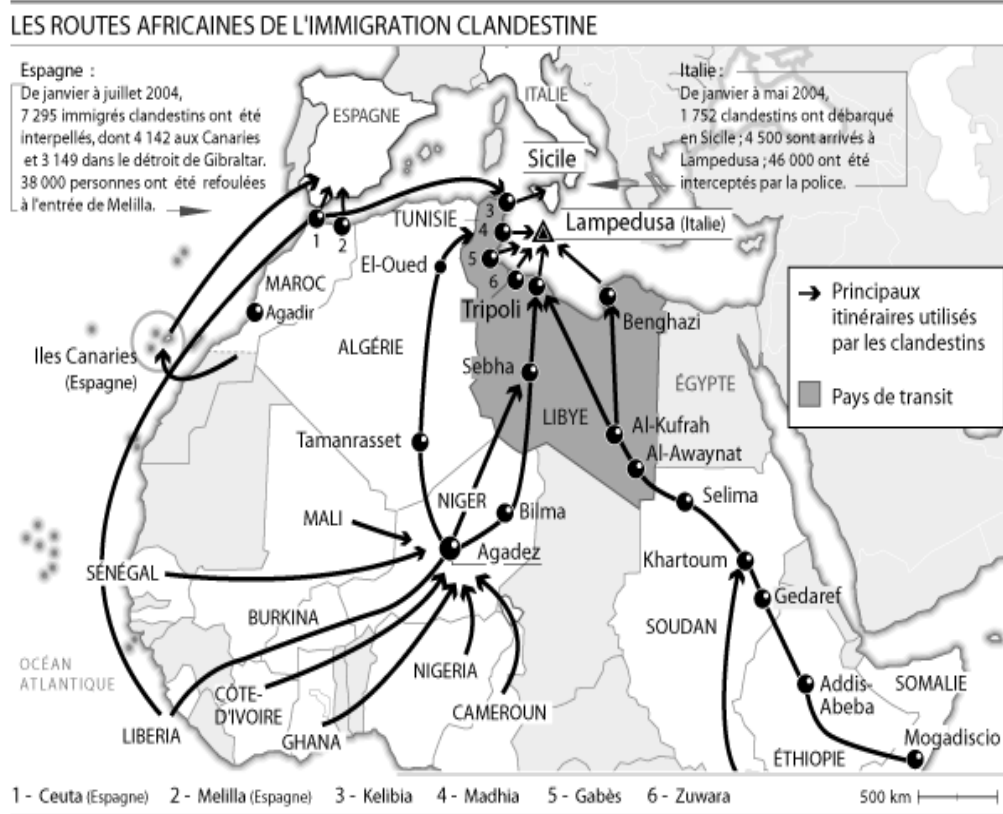 LES ROUTES AFRICAINES DE L'IMMIGRATION CLANDESTINE
Espagne :
De janvier à juillet 2004,
7 295 immigrés clandestins ont été
interpellés, dont 4 142 aux Canaries
et 3 149 dans le détroit de Gibraltar.
38 000 personnes ont été refoulées
à l'entrée de Melilla.
Italie :
De janvier à mai 2004,
1 752 clandestins ont débarqué
en Sicile ; 4 500 sont arrivés à
Lampedusa ; 46 000 ont été
interceptés par la police.
ESPAGNE
ITALIE
Sicile
Lampedusa (Italie)
TUNISIE
1
2
3
4
5
6
El-Oued
MAROC
Agadir
Tripoli
Benghazi
Iles Canaries
(Espagne)
ALGÉRIE
Sebha
LIBYE
ÉGYPTE
Principaux
itinéraires utilisés
par les clandestins
Pays de transit
Tamanrasset
Al-Kufrah
Al-Awaynat
Selima
MALI
NIGER
Bilma
Agadez
Khartoum
SÉNÉGAL
Gedaref
BURKINA
SOUDAN
OCÉAN
ATLANTIQUE
NIGERIA
CÔTE-
D'IVOIRE
CAMEROUN
Addis-
Abeba
SOMALIE
LIBERIA
GHANA
Mogadiscio
ÉTHIOPIE
1 - Ceuta (Espagne) 2 - Melilla (Espagne) 3 - Kelibia 4 - Madhia 5 - Gabès 6 - Zuwara 500 km